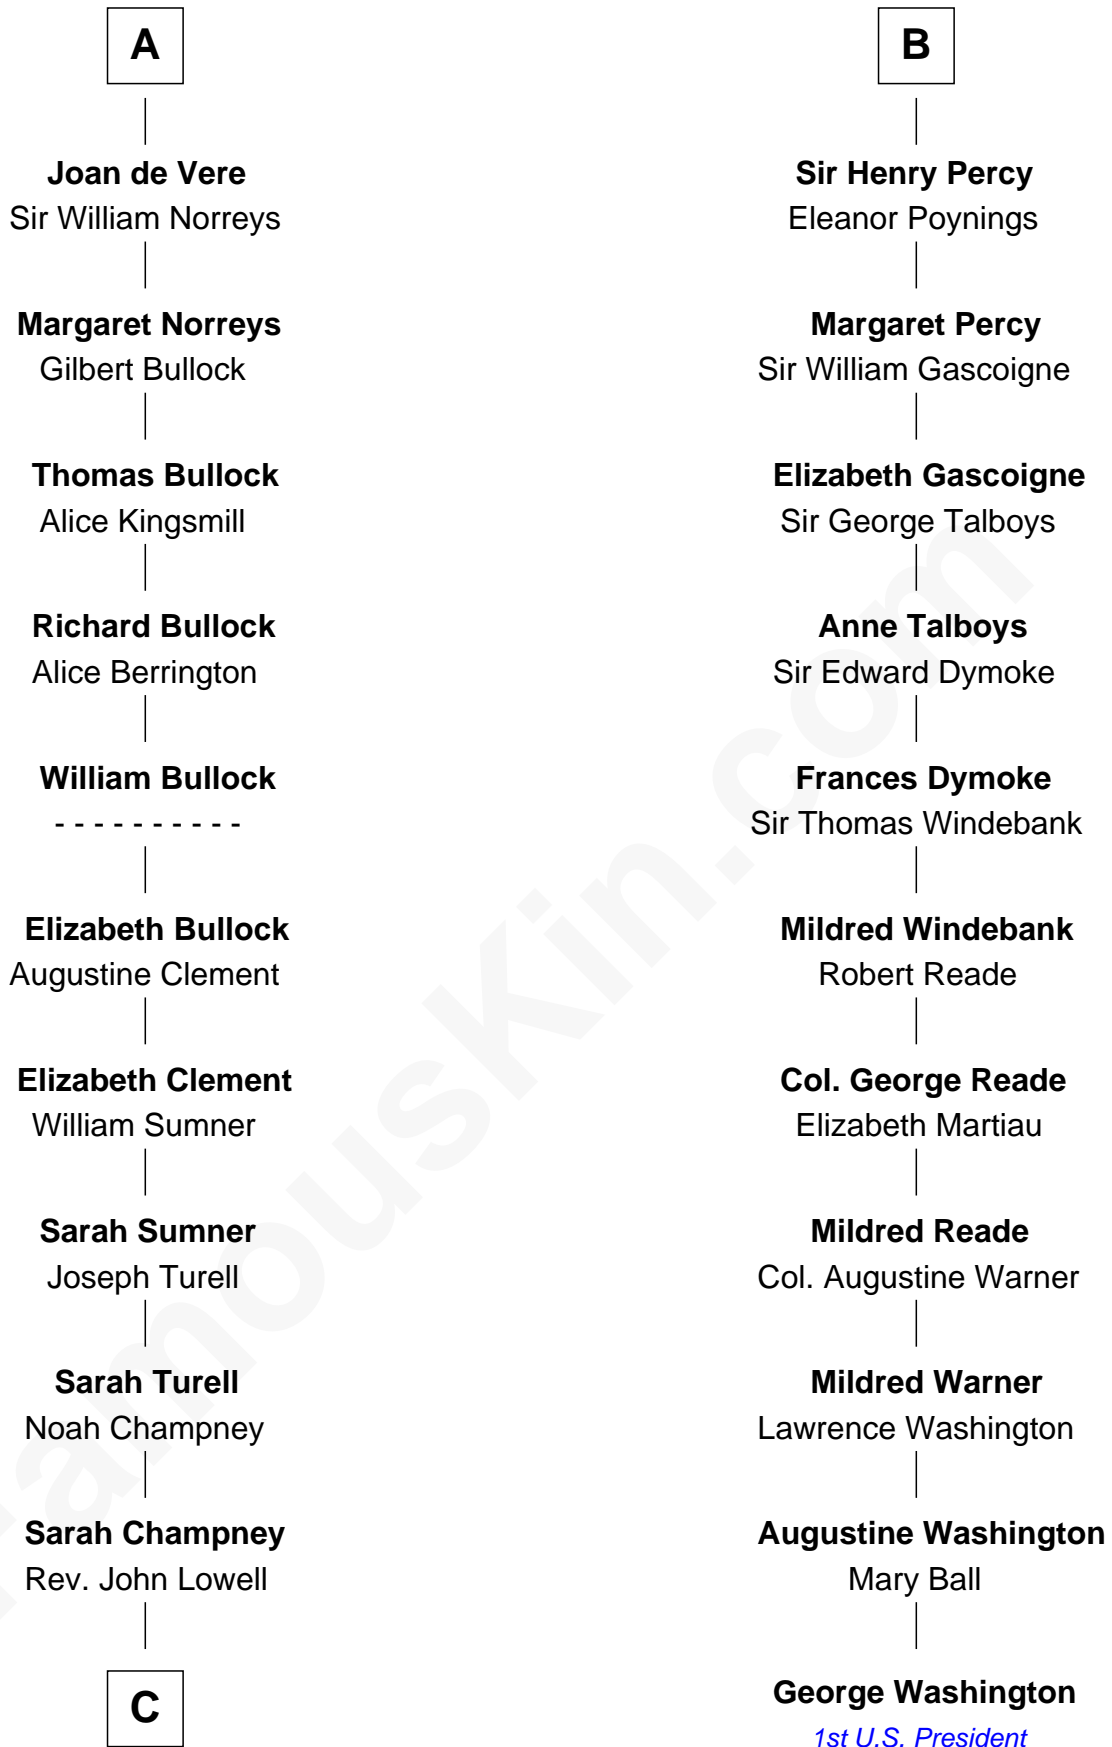 A
Joan de Vere
Sir William Norreys
Margaret Norreys
Gilbert Bullock
Thomas Bullock
Alice Kingsmill
Richard Bullock
Alice Berrington
William Bullock
- - - - - - - - - -
Elizabeth Bullock
Augustine Clement
Elizabeth Clement
William Sumner
Sarah Sumner
Joseph Turell
Sarah Turell
Noah Champney
Sarah Champney
Rev. John Lowell
C
B
Sir Henry Percy
Eleanor Poynings
Margaret Percy
Sir William Gascoigne
Elizabeth Gascoigne
Sir George Talboys
Anne Talboys
Sir Edward Dymoke
Frances Dymoke
Sir Thomas Windebank
Mildred Windebank
Robert Reade
Col. George Reade
Elizabeth Martiau
Mildred Reade
Col. Augustine Warner
Mildred Warner
Lawrence Washington
Augustine Washington
Mary Ball
George Washington
1st U.S. President
FamousKin.com